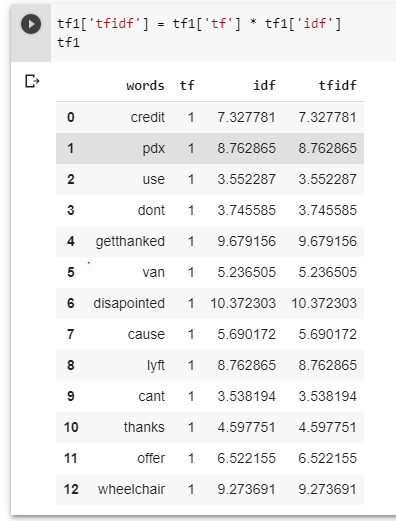 tf1['tfidf'] = tf1['tf'] * tf1['idf']
tf1
words tf idf tfidf
0 credit 1 7.327781 7.327781
1 pdx 1 8.762865 8.762865
2 use 1 3.552287 3.552287
3 dont 1 3.745585 3.745585
4 getthanked 1 9.679156 9.679156
5 van 1 5.236505 5.236505
6 disapointed 1 10.372303 10.372303
7 cause 1 5.690172 5.690172
8 lyft 1 8.762865 8.762865
9 cant 1 3.538194 3.538194
10 thanks 1 4.597751 4.597751
11 offer 1 6.522155 6.522155
12 wheelchair 1 9.273691 9.273691